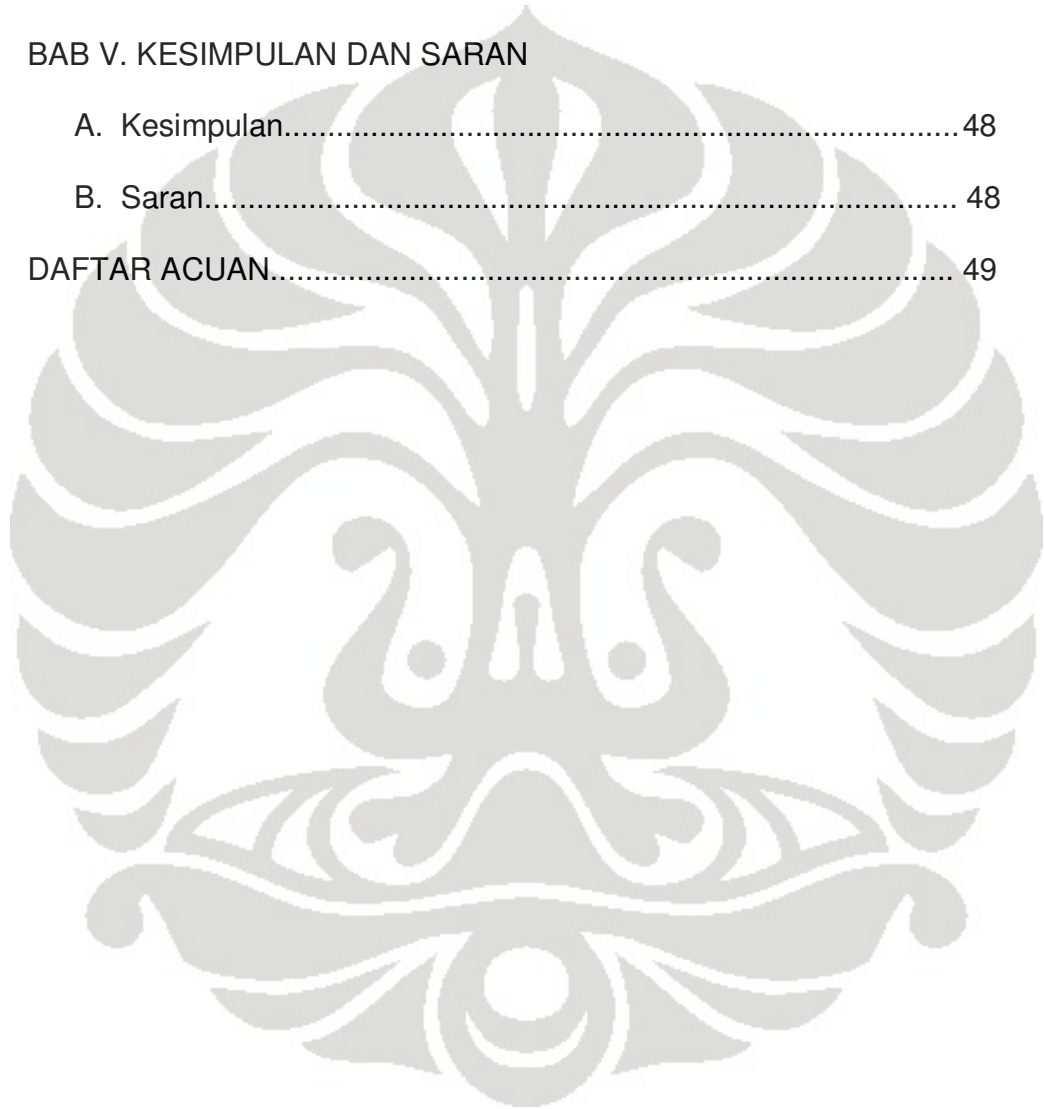 BAB V. KESIMPULAN DAN SARAN
A. Kesimpulan..............................................................................48
B. Saran....................................................................................... 48
DAFTAR ACUAN............................................................................... 49